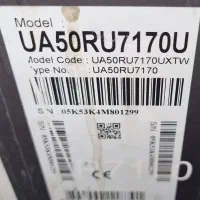 Model :
UA50RU7170U
Model Code : UA50RU7170UXTW
Type No. : UA50RU7170
S N 05K53K4M801299